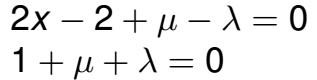 2x − 2 + μ − λ = 0
1 + μ + λ = 0